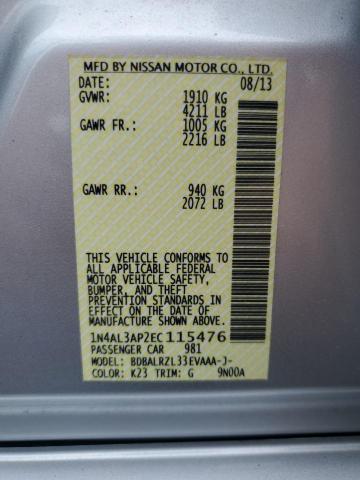 MFD BY NISSAN MOTOR CO., LTD.
DATE: 08/13
GVWR: 1910 KG
4211 LB
GAWR FR.: 1005 KG
2216 LB
GAWR RR.: 940 KG
2072 LB
THIS VEHICLE CONFORMS TO
ALL APPLICABLE FEDERAL
MOTOR VEHICLE SAFETY,
BUMPER, AND THEFT
PREVENTION STANDARDS IN
EFFECT ON THE DATE OF
MANUFACTURE SHOWN ABOVE.
1N4AL3AP2EC115476
PASSENGER CAR 981
MODEL: BDBALRZL33EVAAA-J-
COLOR: K23 TRIM: G 9N00A